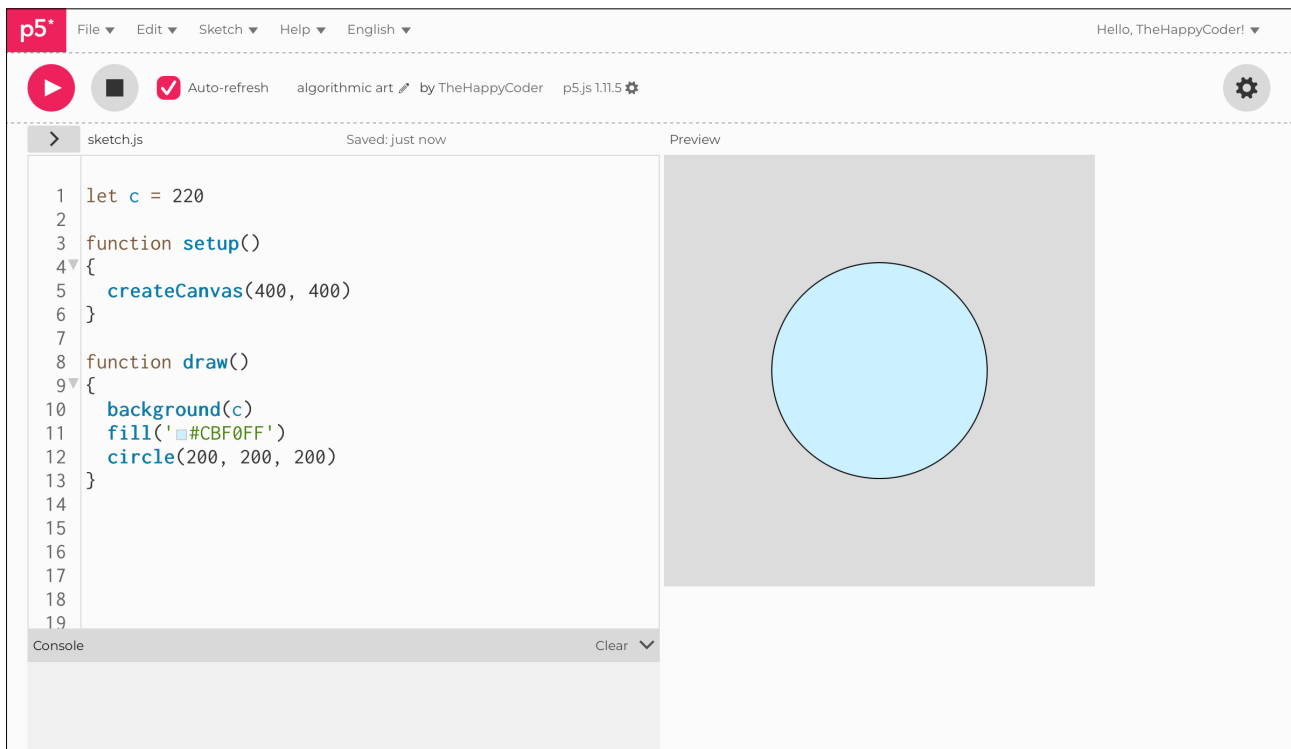 p5* File Edit Sketch Help English Hello, TheHappyCoder!
Auto-refresh algorithmic art by TheHappyCoder p5.js 1.11.5
sketch.js Saved: just now Preview
1 let c = 220
2
3 function setup()
4 {
5 createCanvas(400, 400)
6 }
7
8 function draw()
9 {
10 background(c)
11 fill('#CBF0FF')
12 circle(200, 200, 200)
13 }
14
15
16
17
18
19
Console Clear